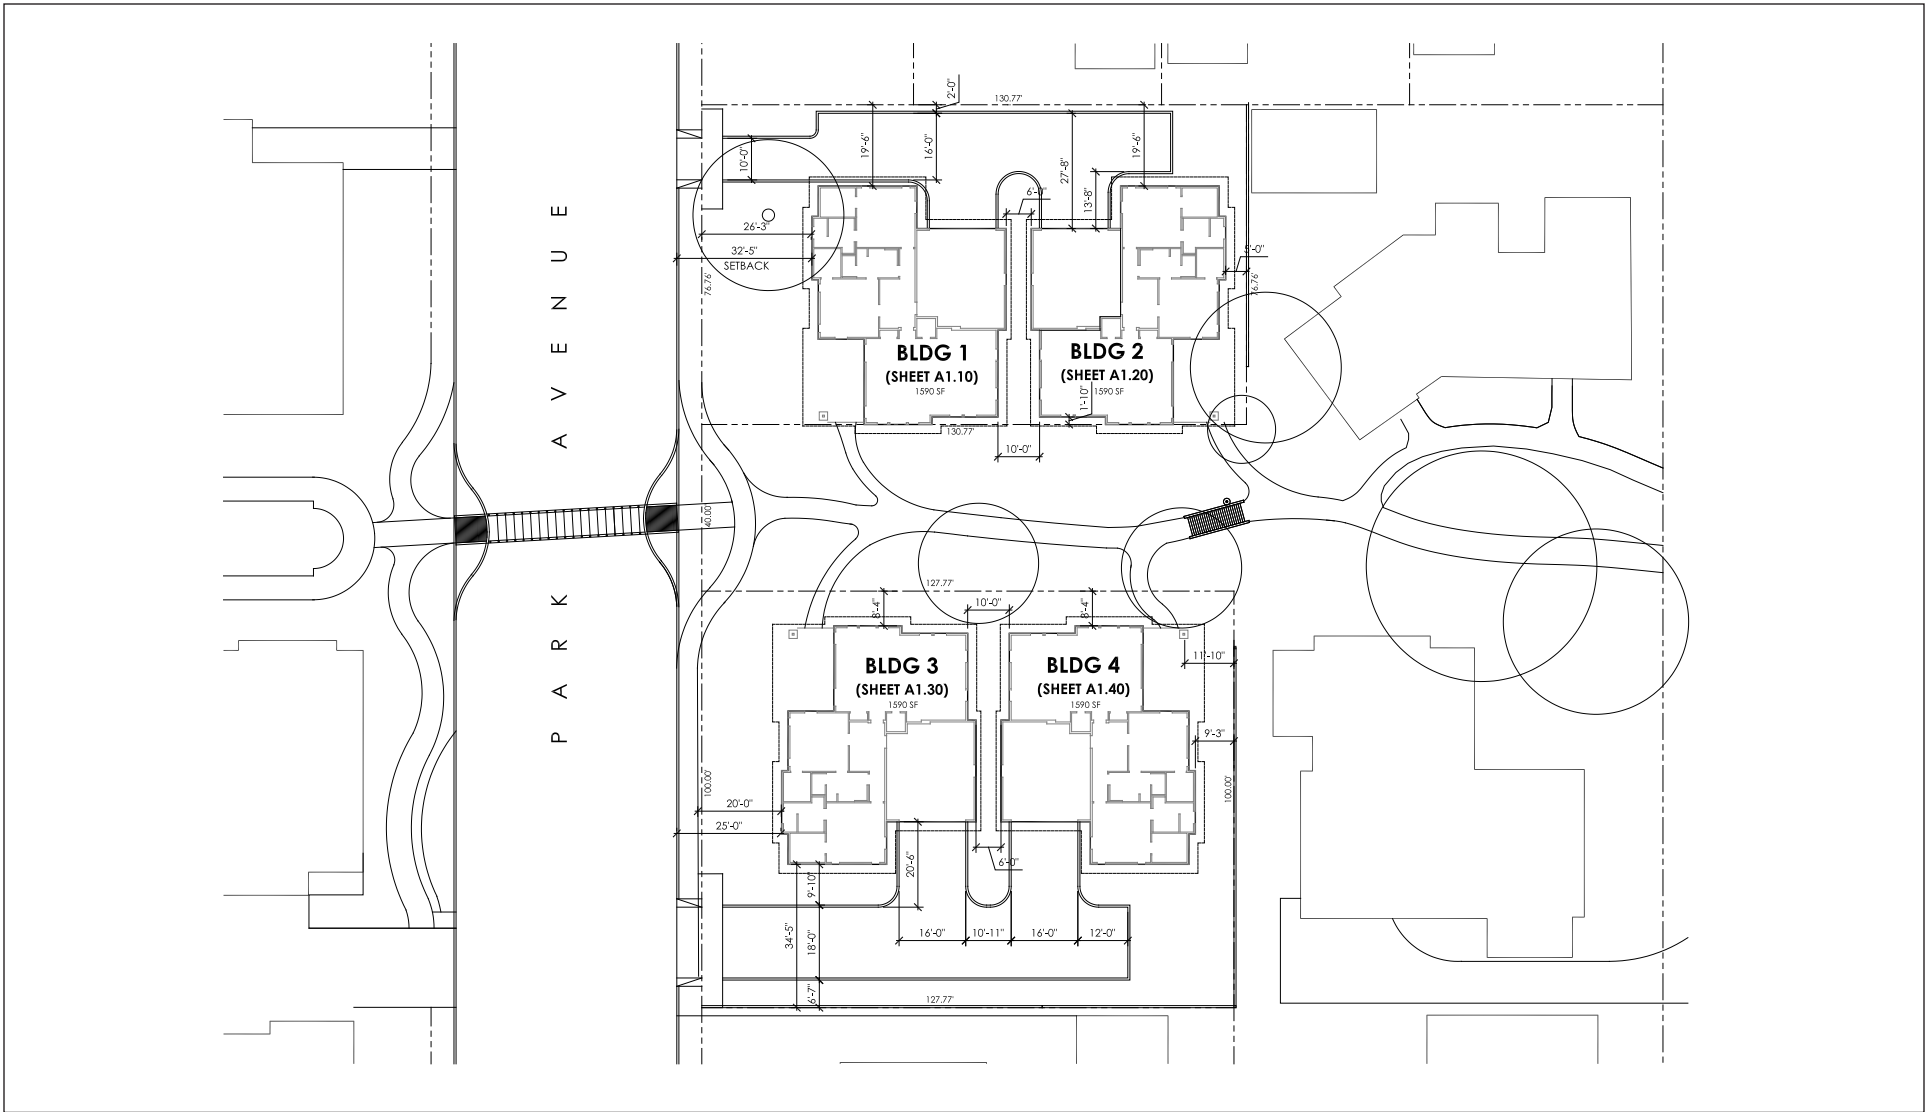 2'-0"
130.77'
10'-0"
19'-6"
16'-0"
27'-8"
19'-6"
13'-8"
6'-0"
26'-3"
32'-5"
SETBACK
76.76'
5'-0"
76.76'
PARK AVENUE
BLDG 1
(SHEET A1.10)
1590 SF
BLDG 2
(SHEET A1.20)
1590 SF
1'-10"
130.77'
10'-0"
40.00'
127.77'
8'-4"
10'-0"
8'-4"
11'-10"
BLDG 3
(SHEET A1.30)
1590 SF
BLDG 4
(SHEET A1.40)
1590 SF
9'-3"
100.00'
100.00'
20'-0"
25'-0"
20'-6"
6'-0"
9'-10"
34'-5"
18'-0"
16'-0"
10'-11"
16'-0"
12'-0"
6'-7"
127.77'